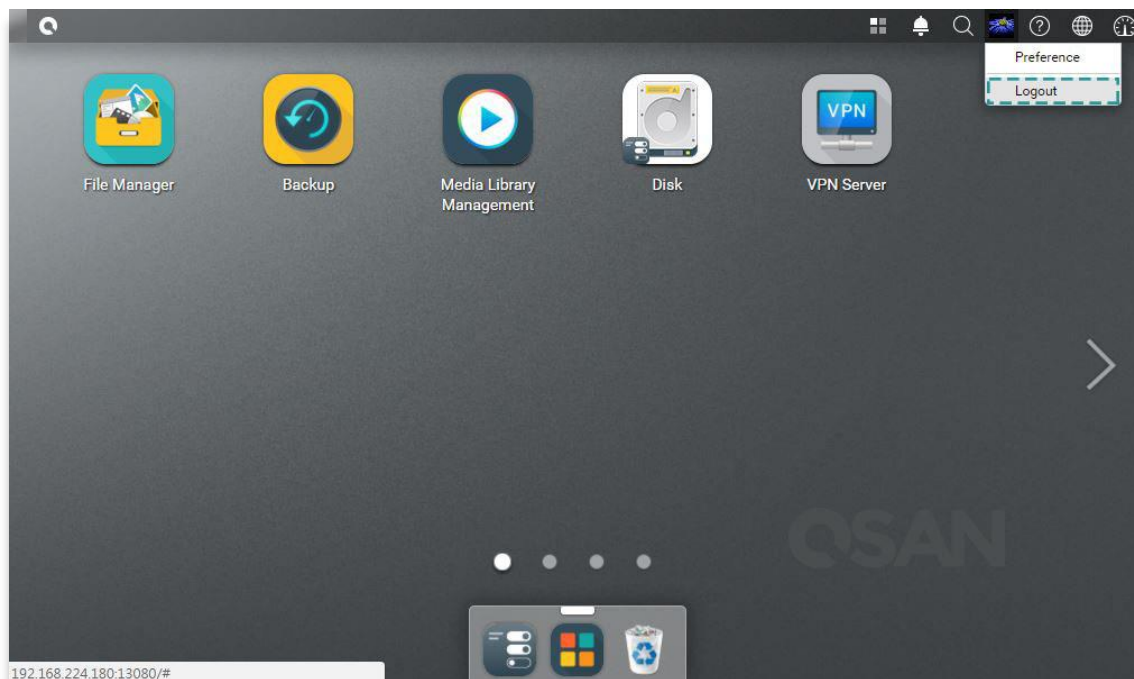 Preference
Logout
VPN
File Manager
Backup
Media Library
Management
Disk
VPN Server
QSAN
192.168.224.180:13080/#